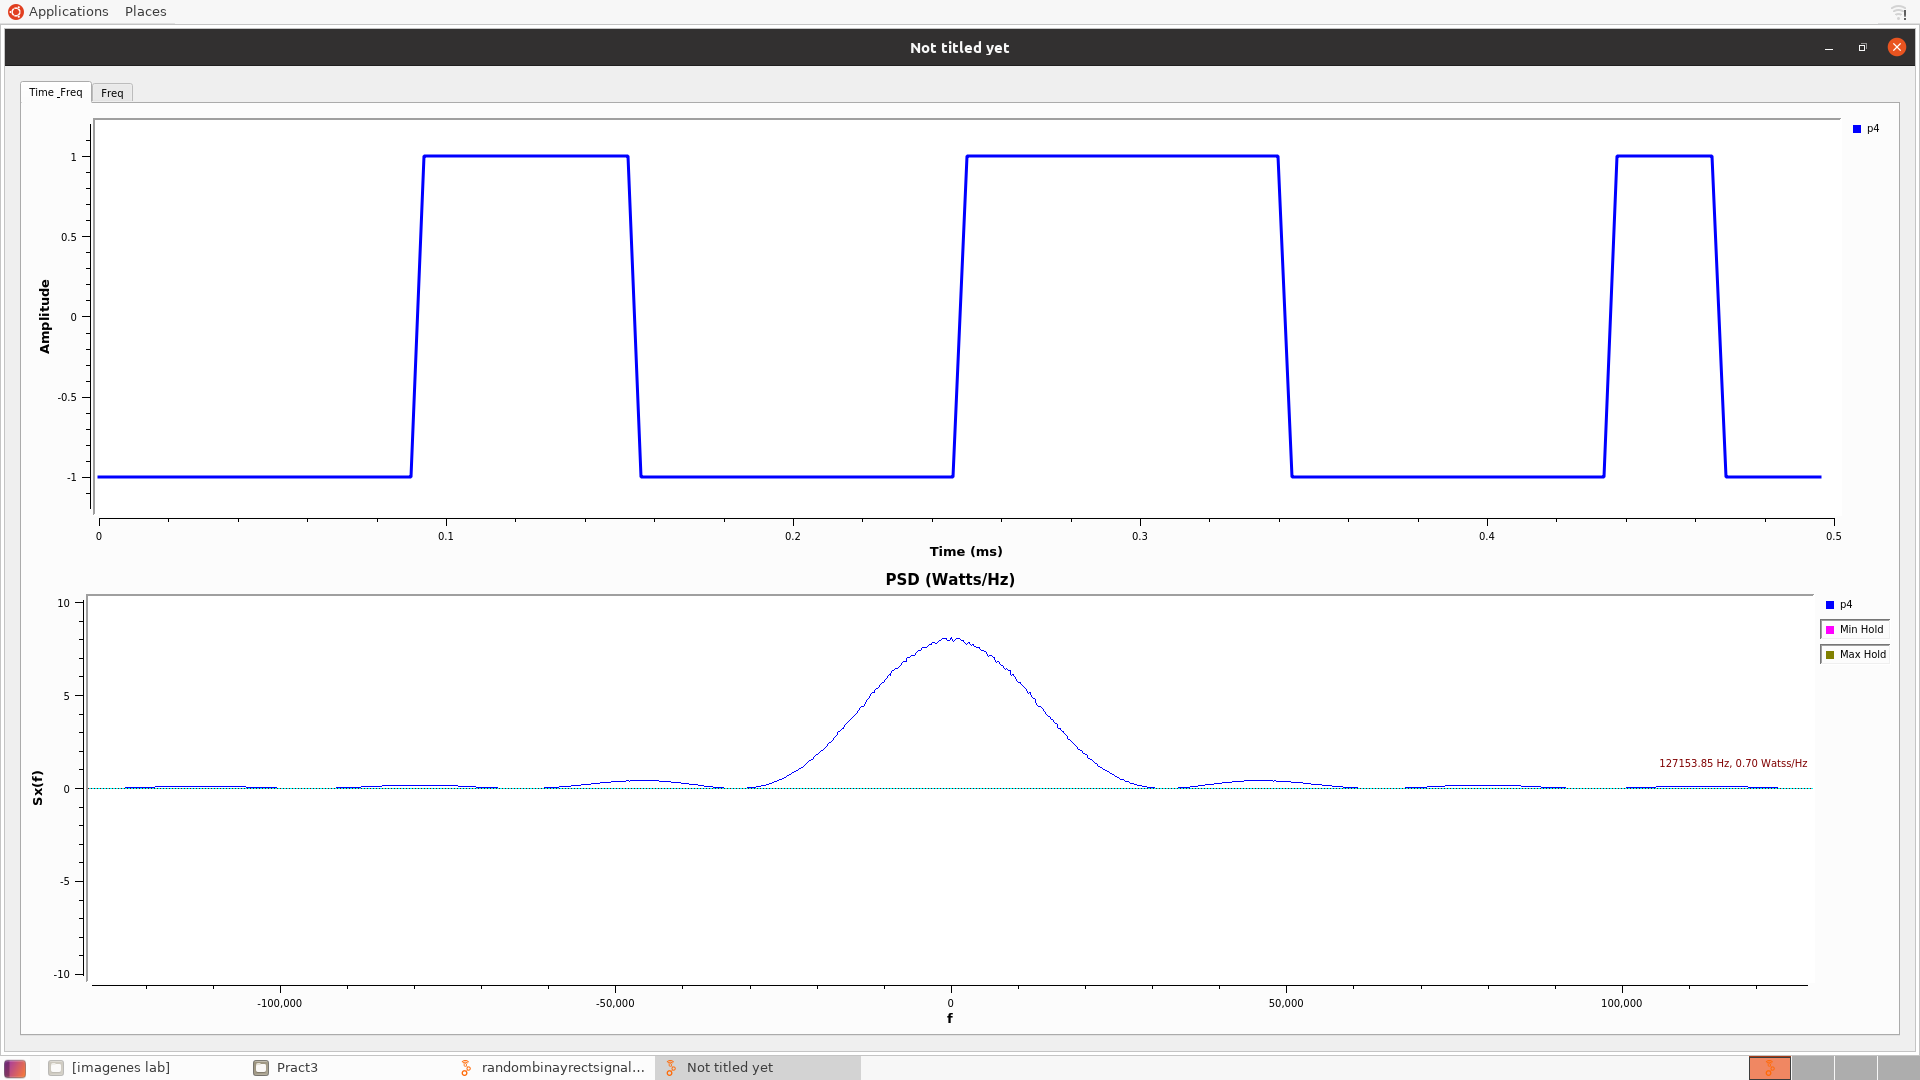 Applications Places
Not titled yet
Time_Freq Freq
p4
1
0.5
0
-0.5
-1
Amplitude
0 0.1 0.2 0.3 0.4 0.5
Time (ms)
PSD (Watts/Hz)
p4
Min Hold
Max Hold
10
5
0
-5
-10
Sx(f)
127153.85 Hz, 0.70 Watss/Hz
-100,000 -50,000 0 50,000 100,000
f
[imagenes lab] Pract3 randombinayrectsignal... Not titled yet